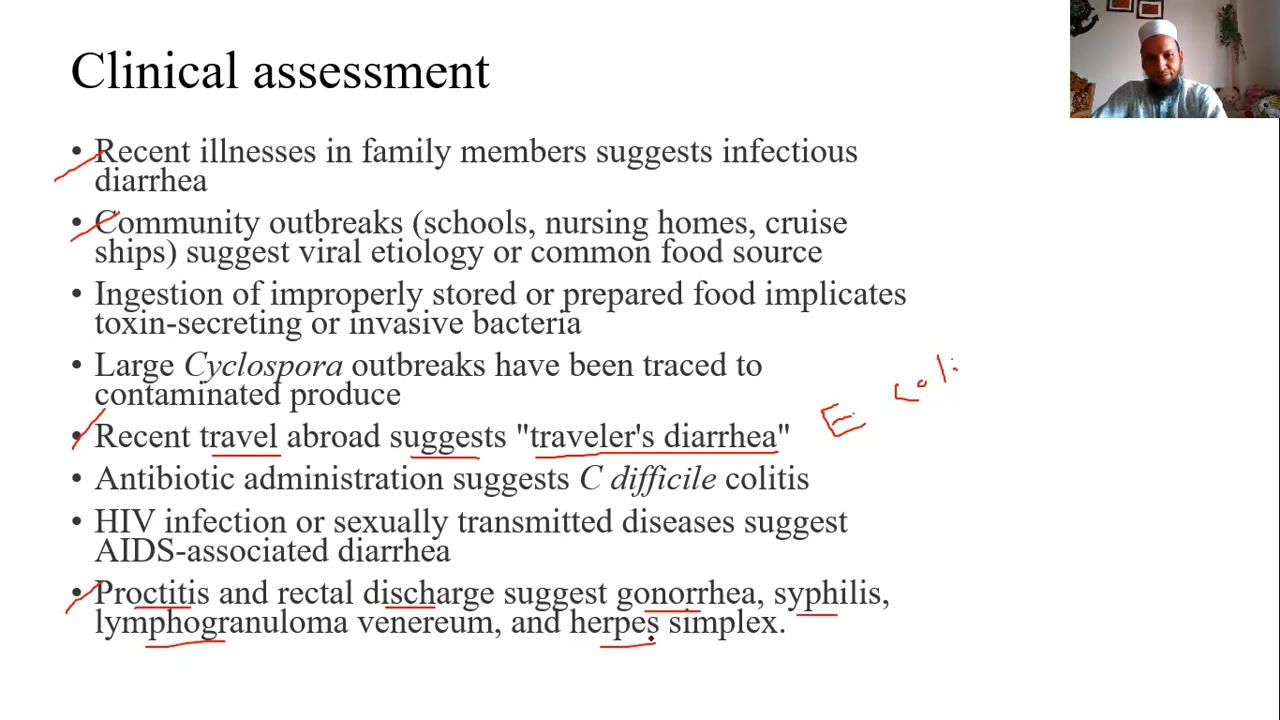 Clinical assessment
• Recent illnesses in family members suggests infectious
diarrhea
• Community outbreaks (schools, nursing homes, cruise
ships) suggest viral etiology or common food source
• Ingestion of improperly stored or prepared food implicates
toxin-secreting or invasive bacteria
• Large Cyclospora outbreaks have been traced to
contaminated produce
• Recent travel abroad suggests "traveler's diarrhea"
E coli
• Antibiotic administration suggests C difficile colitis
• HIV infection or sexually transmitted diseases suggest
AIDS-associated diarrhea
• Proctitis and rectal discharge suggest gonorrhea, syphilis,
lymphogranuloma venereum, and herpes simplex.